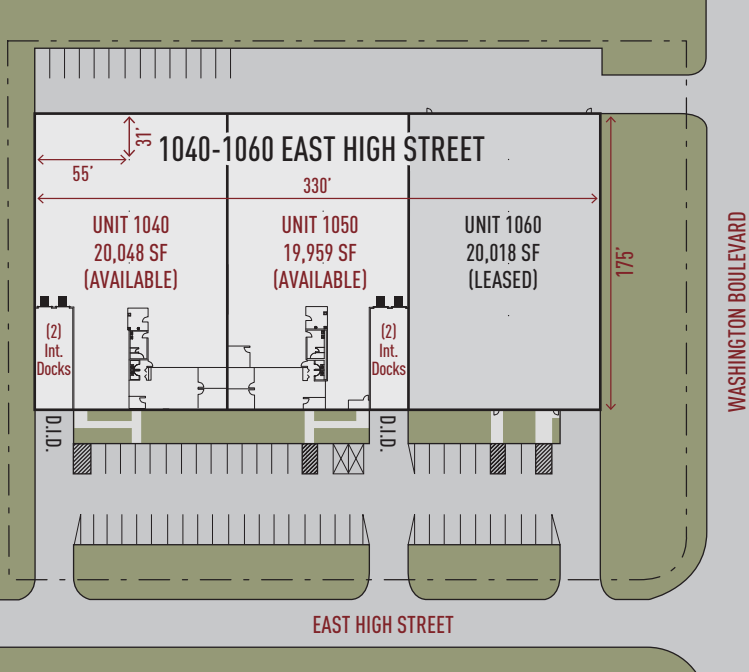 31'
1040-1060 EAST HIGH STREET
55'
330'
UNIT 1040
20,048 SF
(AVAILABLE)
UNIT 1050
19,959 SF
(AVAILABLE)
UNIT 1060
20,018 SF
(LEASED)
175'
WASHINGTON BOULEVARD
(2)
Int.
Docks
(2)
Int.
Docks
D.I.D.
D.I.D.
EAST HIGH STREET